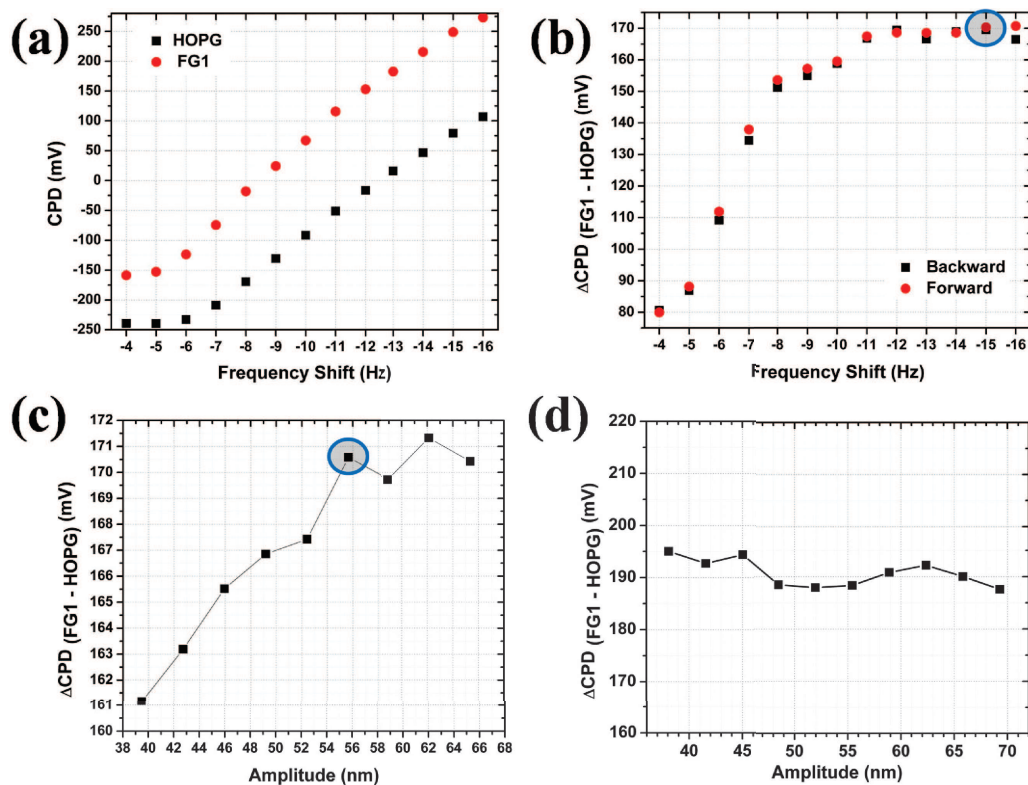 (a)
HOPG
FG1
CPD (mV)
250
200
150
100
50
0
-50
-100
-150
-200
-250
-4 -5 -6 -7 -8 -9 -10 -11 -12 -13 -14 -15 -16
Frequency Shift (Hz)
(b)
ΔCPD (FG1 - HOPG) (mV)
170
160
150
140
130
120
110
100
90
80
Backward
Forward
-4 -5 -6 -7 -8 -9 -10 -11 -12 -13 -14 -15 -16
Frequency Shift (Hz)
(c)
ΔCPD (FG1 - HOPG) (mV)
172
171
170
169
168
167
166
165
164
163
162
161
160
38 40 42 44 46 48 50 52 54 56 58 60 62 64 66 68
Amplitude (nm)
(d)
ΔCPD (FG1 - HOPG) (mV)
220
210
200
190
180
170
160
40 45 50 55 60 65 70
Amplitude (nm)